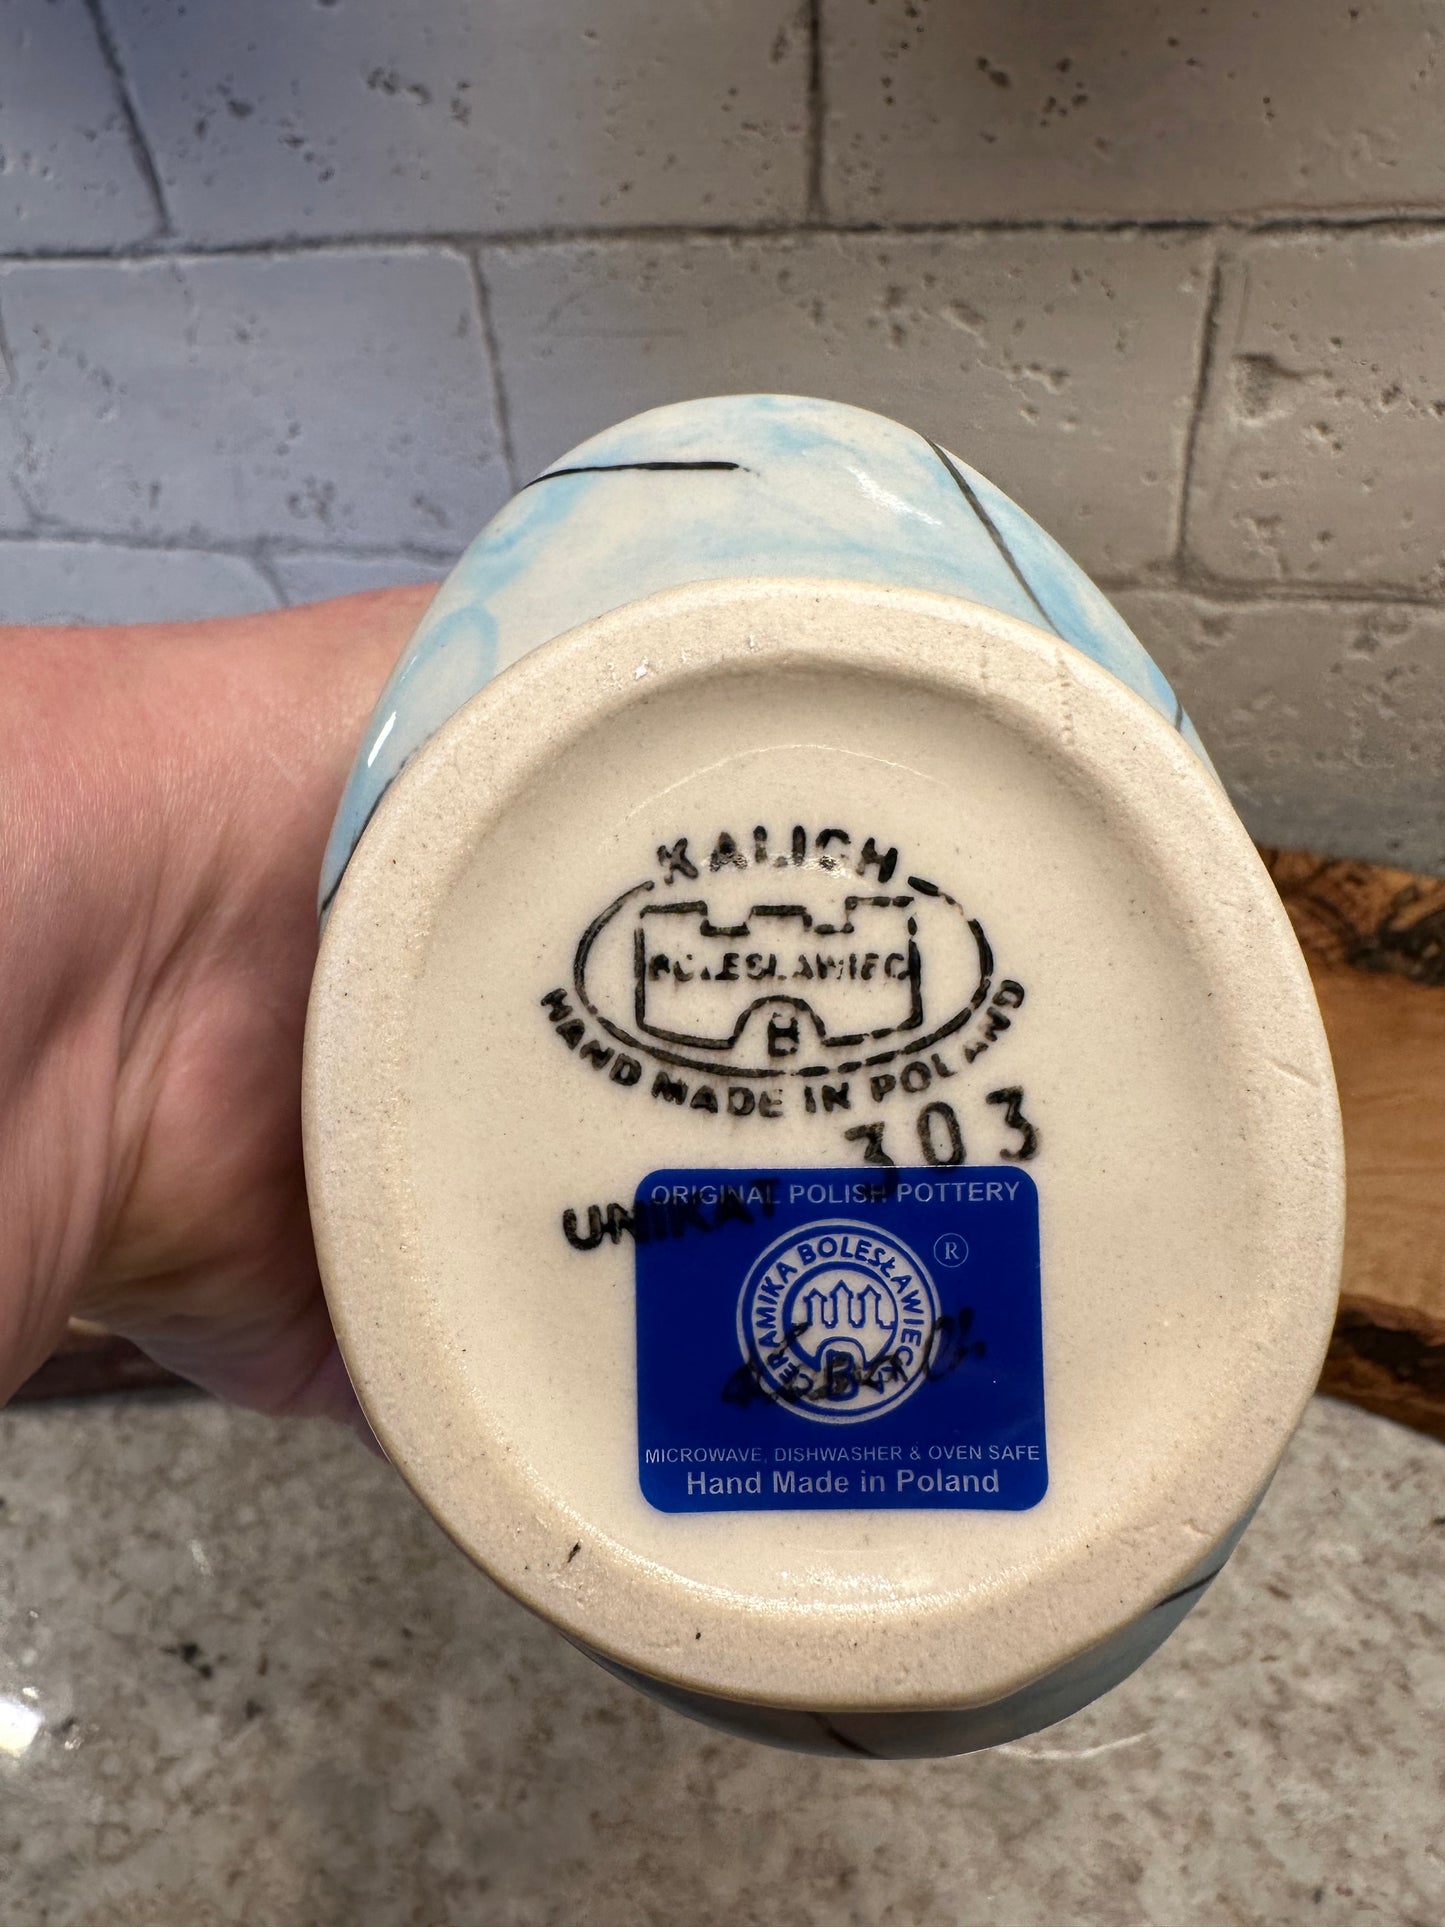 KALICH
BOLESŁAWIEC
HAND MADE IN POLAND
303
UNIKAT
ORIGINAL POLISH POTTERY
®
CERAMIKA BOLESŁAWIEC
B
MICROWAVE, DISHWASHER & OVEN SAFE
Hand Made in Poland